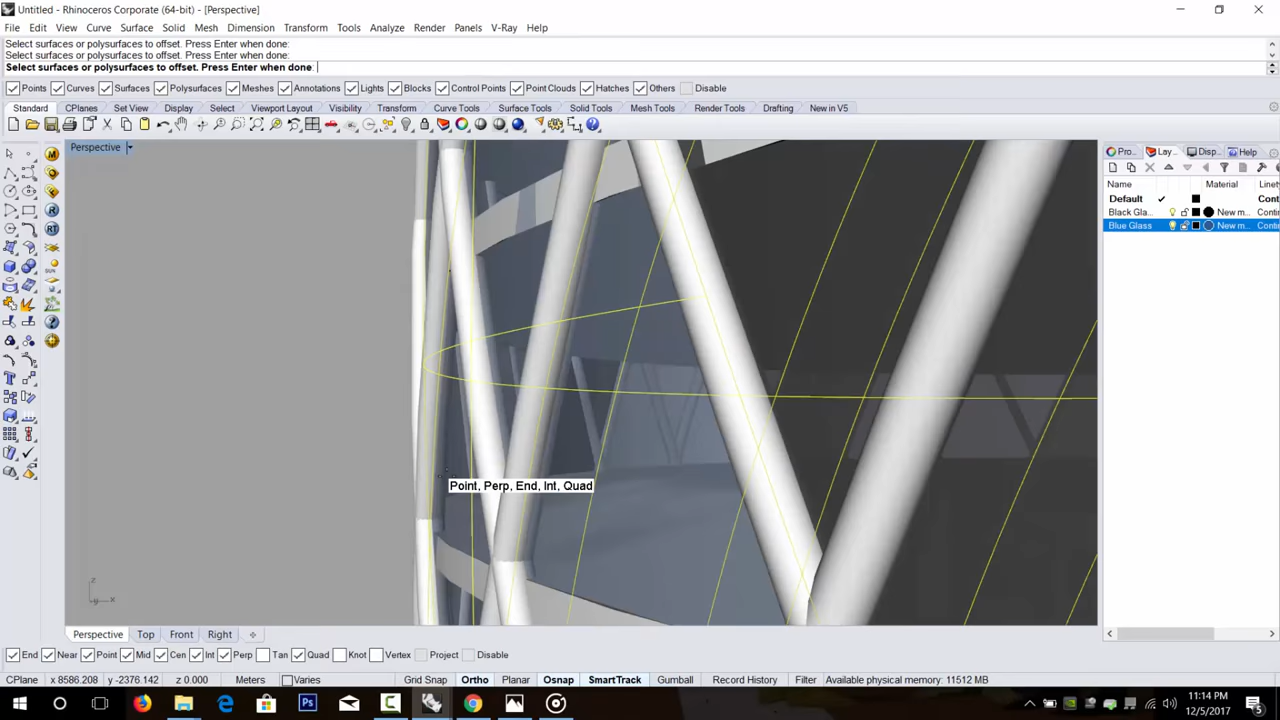 Untitled - Rhinoceros Corporate (64-bit) - [Perspective]
File Edit View Curve Surface Solid Mesh Dimension Transform Tools Analyze Render Panels V-Ray Help
Select surfaces or polysurfaces to offset. Press Enter when done:
Select surfaces or polysurfaces to offset. Press Enter when done:
Select surfaces or polysurfaces to offset. Press Enter when done:
Points Curves Surfaces Polysurfaces Meshes Annotations Lights Blocks Control Points Point Clouds Hatches Others Disable
Standard CPlanes Set View Display Select Viewport Layout Visibility Transform Curve Tools Surface Tools Solid Tools Mesh Tools Render Tools Drafting New in V5
Perspective
Pro... Lay... Disp... Help
Name Material Linety
Default Conti
Black Gla... New m... Conti
Blue Glass New m... Conti
M
R
RT
SUN
Point, Perp, End, Int, Quad
z
y x
Perspective Top Front Right
End Near Point Mid Cen Int Perp Tan Quad Knot Vertex Project Disable
CPlane x 8586.208 y -2376.142 z 0.000 Meters Varies Grid Snap Ortho Planar Osnap SmartTrack Gumball Record History Filter Available physical memory: 11512 MB
11:14 PM
12/5/2017